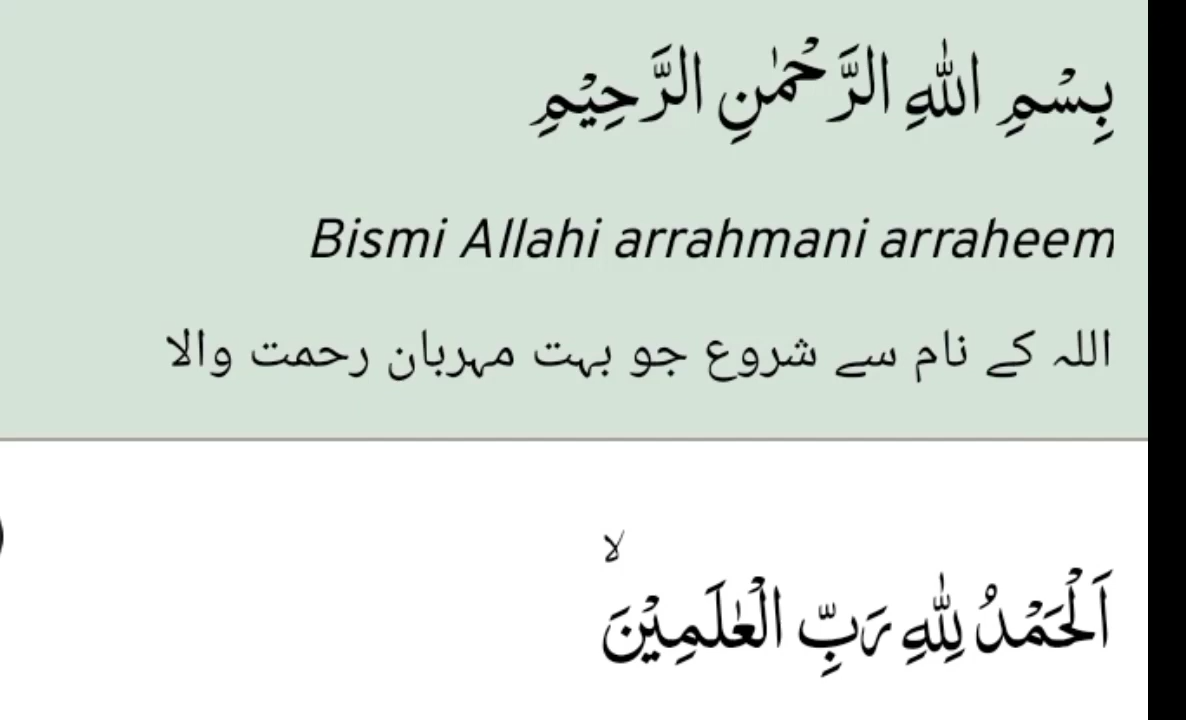 بِسْمِ اللّٰهِ الرَّحْمٰنِ الرَّحِيْمِ
Bismi Allahi arrahmani arraheem
اللہ کے نام سے شروع جو بہت مہربان رحمت والا
اَلْحَمْدُ لِلّٰهِ رَبِّ الْعٰلَمِيْنَ ۙ